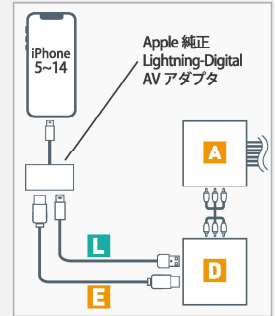 iPhone
5~14
Apple 純正
Lightning-Digital
AV アダプタ
A
L
D
E